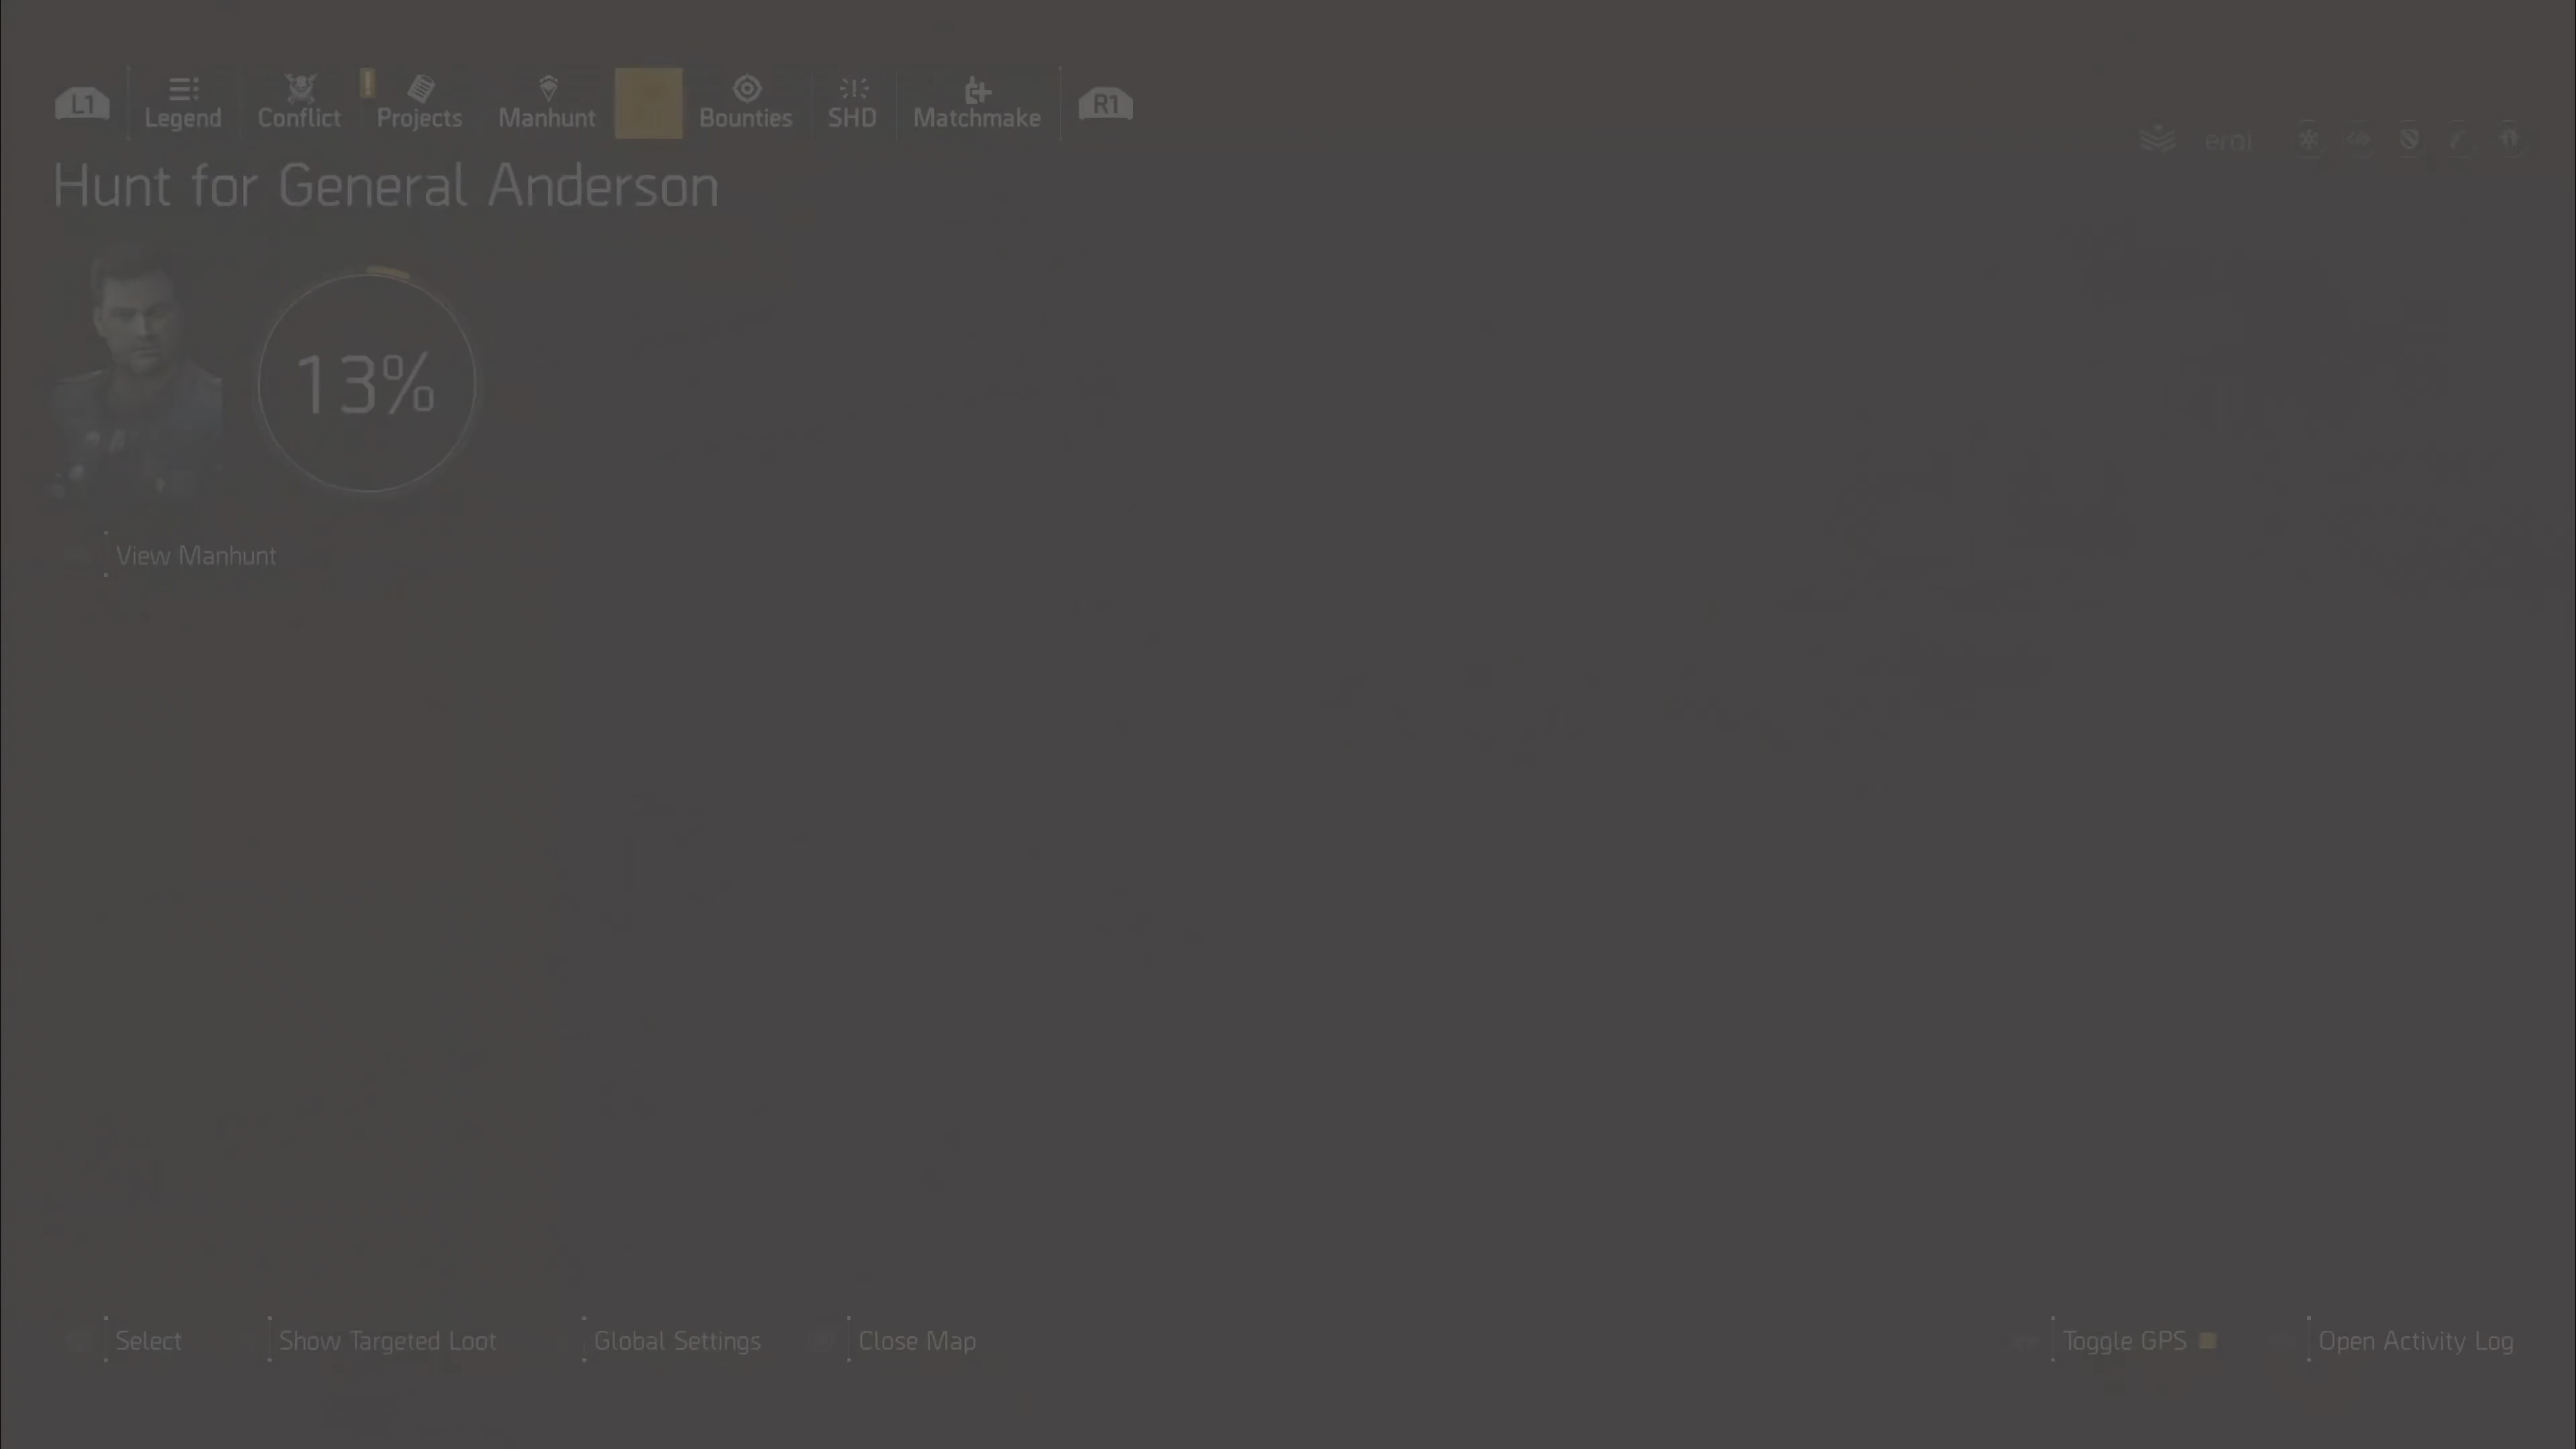 L1 Legend Conflict Projects Manhunt Bounties SHD Matchmake R1
Hunt for General Anderson
13%
View Manhunt
Select Show Targeted Loot Global Settings Close Map Toggle GPS Open Activity Log